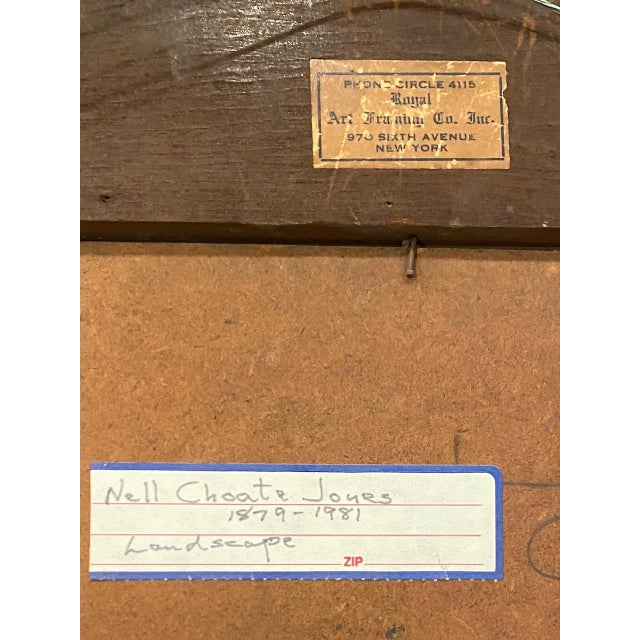 PHONE CIRCLE 4115
Royal
Art Framing Co. Inc.
970 SIXTH AVENUE
NEW YORK
Nell Choate Jones
1879-1981
Landscape
ZIP